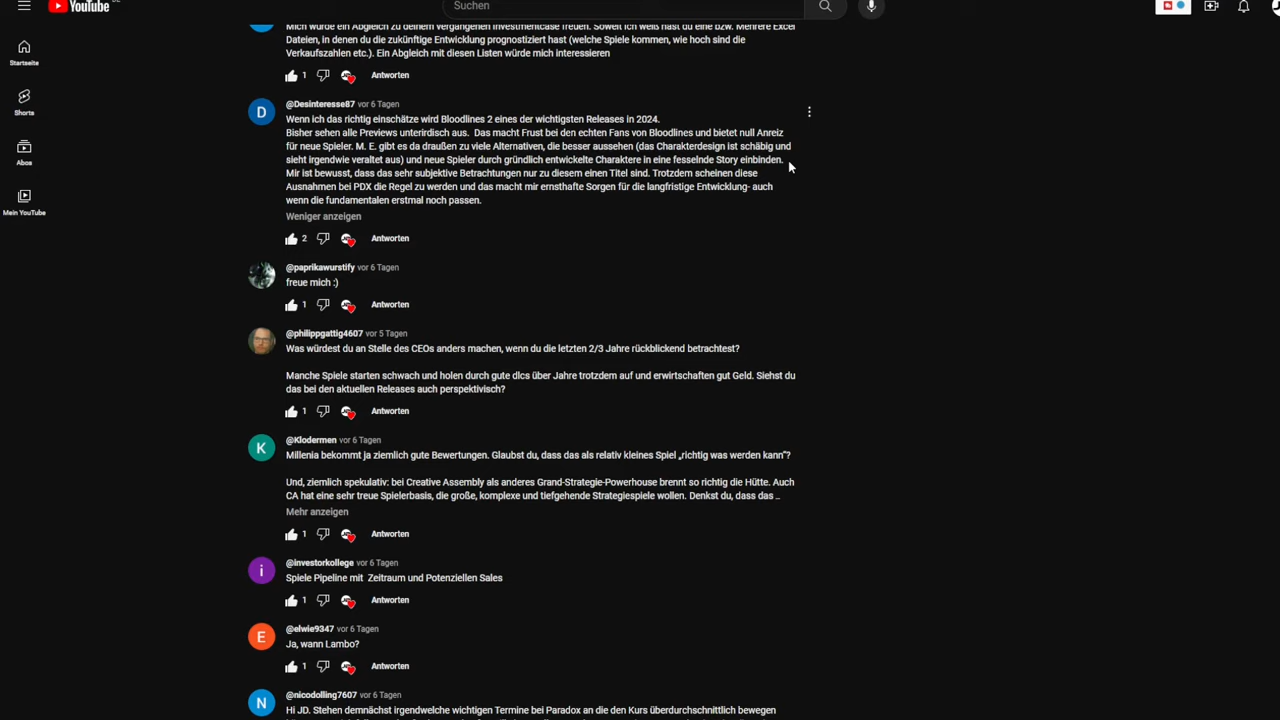 YouTube
DE
Suchen
Startseite
Shorts
Abos
Mein YouTube
Mich würde ein Abgleich zu deinem vergangenen Investmentcase freuen. Soweit ich weiß hast du eine bzw. Mehrere Excel
Dateien, in denen du die zukünftige Entwicklung prognostiziert hast (welche Spiele kommen, wie hoch sind die
Verkaufszahlen etc.). Ein Abgleich mit diesen Listen würde mich interessieren
1 Antworten
D
@Desinteresse87 vor 6 Tagen
Wenn ich das richtig einschätze wird Bloodlines 2 eines der wichtigsten Releases in 2024.
Bisher sehen alle Previews unterirdisch aus. Das macht Frust bei den echten Fans von Bloodlines und bietet null Anreiz
für neue Spieler. M. E. gibt es da draußen zu viele Alternativen, die besser aussehen (das Charakterdesign ist schäbig und
sieht irgendwie veraltet aus) und neue Spieler durch gründlich entwickelte Charaktere in eine fesselnde Story einbinden.
Mir ist bewusst, dass das sehr subjektive Betrachtungen nur zu diesem einen Titel sind. Trotzdem scheinen diese
Ausnahmen bei PDX die Regel zu werden und das macht mir ernsthafte Sorgen für die langfristige Entwicklung- auch
wenn die fundamentalen erstmal noch passen.
Weniger anzeigen
2 Antworten
@paprikawurstify vor 6 Tagen
freue mich :)
1 Antworten
@philippgattig4607 vor 5 Tagen
Was würdest du an Stelle des CEOs anders machen, wenn du die letzten 2/3 Jahre rückblickend betrachtest?
Manche Spiele starten schwach und holen durch gute dlcs über Jahre trotzdem auf und erwirtschaften gut Geld. Siehst du
das bei den aktuellen Releases auch perspektivisch?
1 Antworten
K
@Klodermen vor 6 Tagen
Millenia bekommt ja ziemlich gute Bewertungen. Glaubst du, dass das als relativ kleines Spiel „richtig was werden kann"?
Und, ziemlich spekulativ: bei Creative Assembly als anderes Grand-Strategie-Powerhouse brennt so richtig die Hütte. Auch
CA hat eine sehr treue Spielerbasis, die große, komplexe und tiefgehende Strategiespiele wollen. Denkst du, dass das ...
Mehr anzeigen
1 Antworten
i
@investorkollege vor 6 Tagen
Spiele Pipeline mit Zeitraum und Potenziellen Sales
1 Antworten
E
@elwie9347 vor 6 Tagen
Ja, wann Lambo?
1 Antworten
N
@nicodolling7607 vor 6 Tagen
Hi JD. Stehen demnächst irgendwelche wichtigen Termine bei Paradox an die den Kurs überdurchschnittlich bewegen